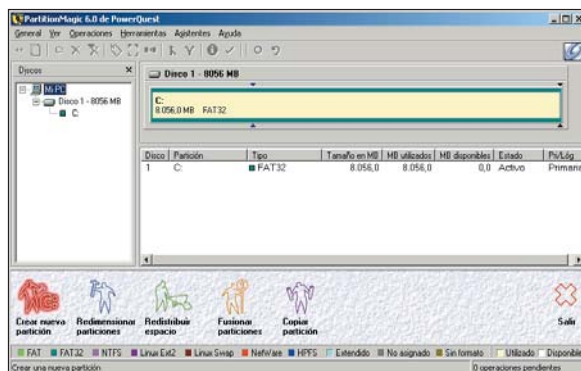 PartitionMagic 6.0 de PowerQuest
General Ver Operaciones Herramientas Asistentes Ayuda
Discos
Mi PC
Disco 1 - 8056 MB
C:
Disco 1 - 8056 MB
C:
8.056,0 MB FAT32
Disco Partición Tipo Tamaño en MB MB utilizados MB disponibles Estado Pri/Lóg
1 C: FAT32 8.056,0 8.056,0 0,0 Activo Primaria
Crear nueva partición
Redimensionar particiones
Redistribuir espacio
Fusionar particiones
Copiar partición
Salir
FAT FAT32 NTFS Linux Ext2 Linux Swap NetWare HPFS Extendido No asignado Sin formato Utilizado Disponible
Crear una nueva partición
0 operaciones pendientes